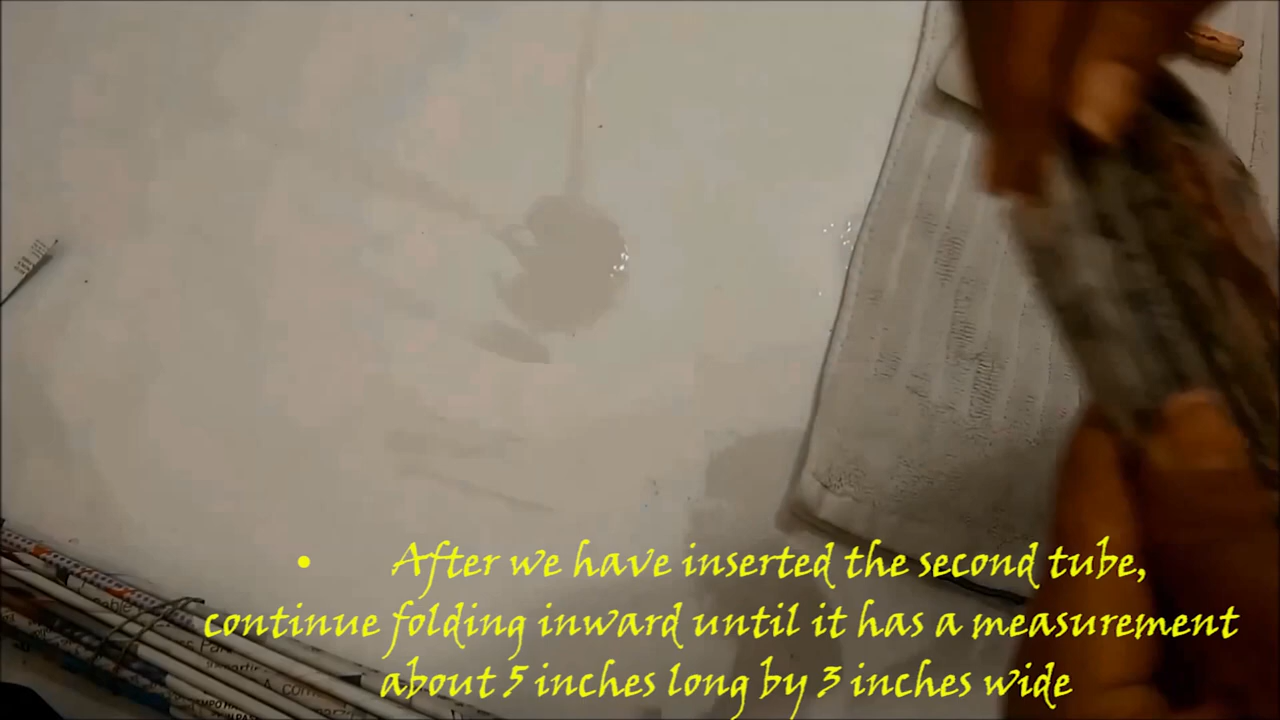 • After we have inserted the second tube,
continue folding inward until it has a measurement
about 5 inches long by 3 inches wide